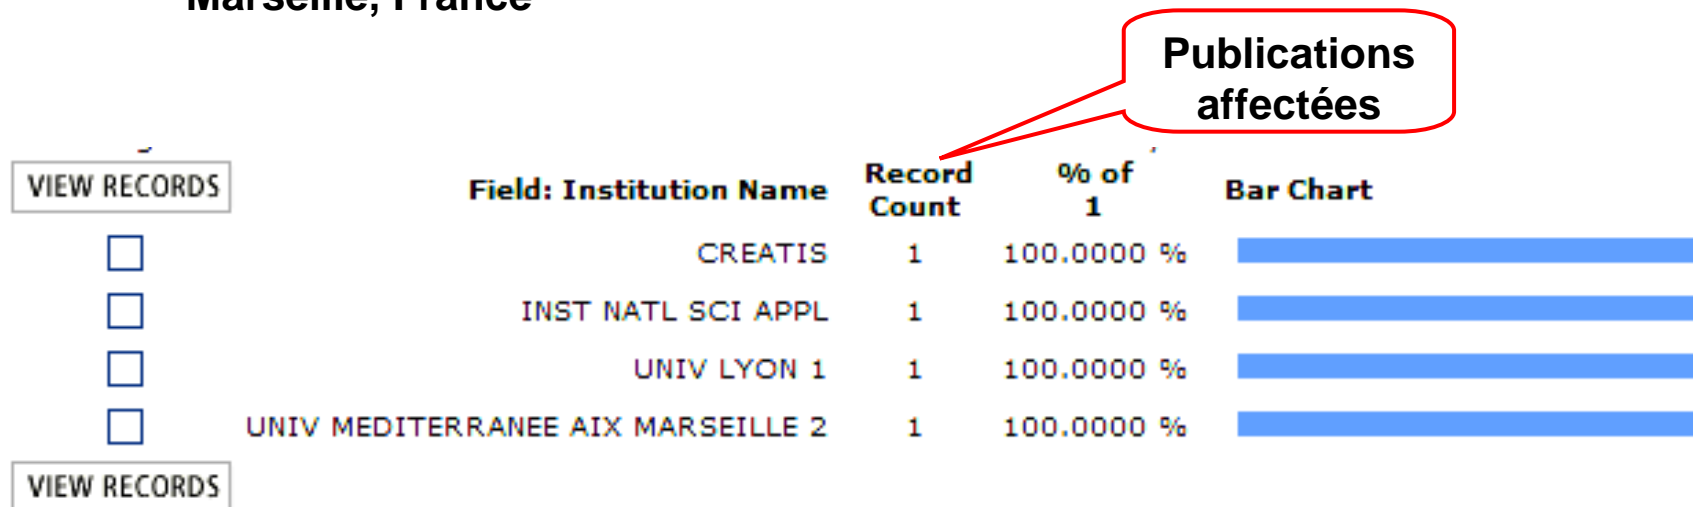 Marseille, France
Publications
affectées
VIEW RECORDS Field: Institution Name Record Count % of 1 Bar Chart
CREATIS 1 100.0000 %
INST NATL SCI APPL 1 100.0000 %
UNIV LYON 1 1 100.0000 %
UNIV MEDITERRANEE AIX MARSEILLE 2 1 100.0000 %
VIEW RECORDS